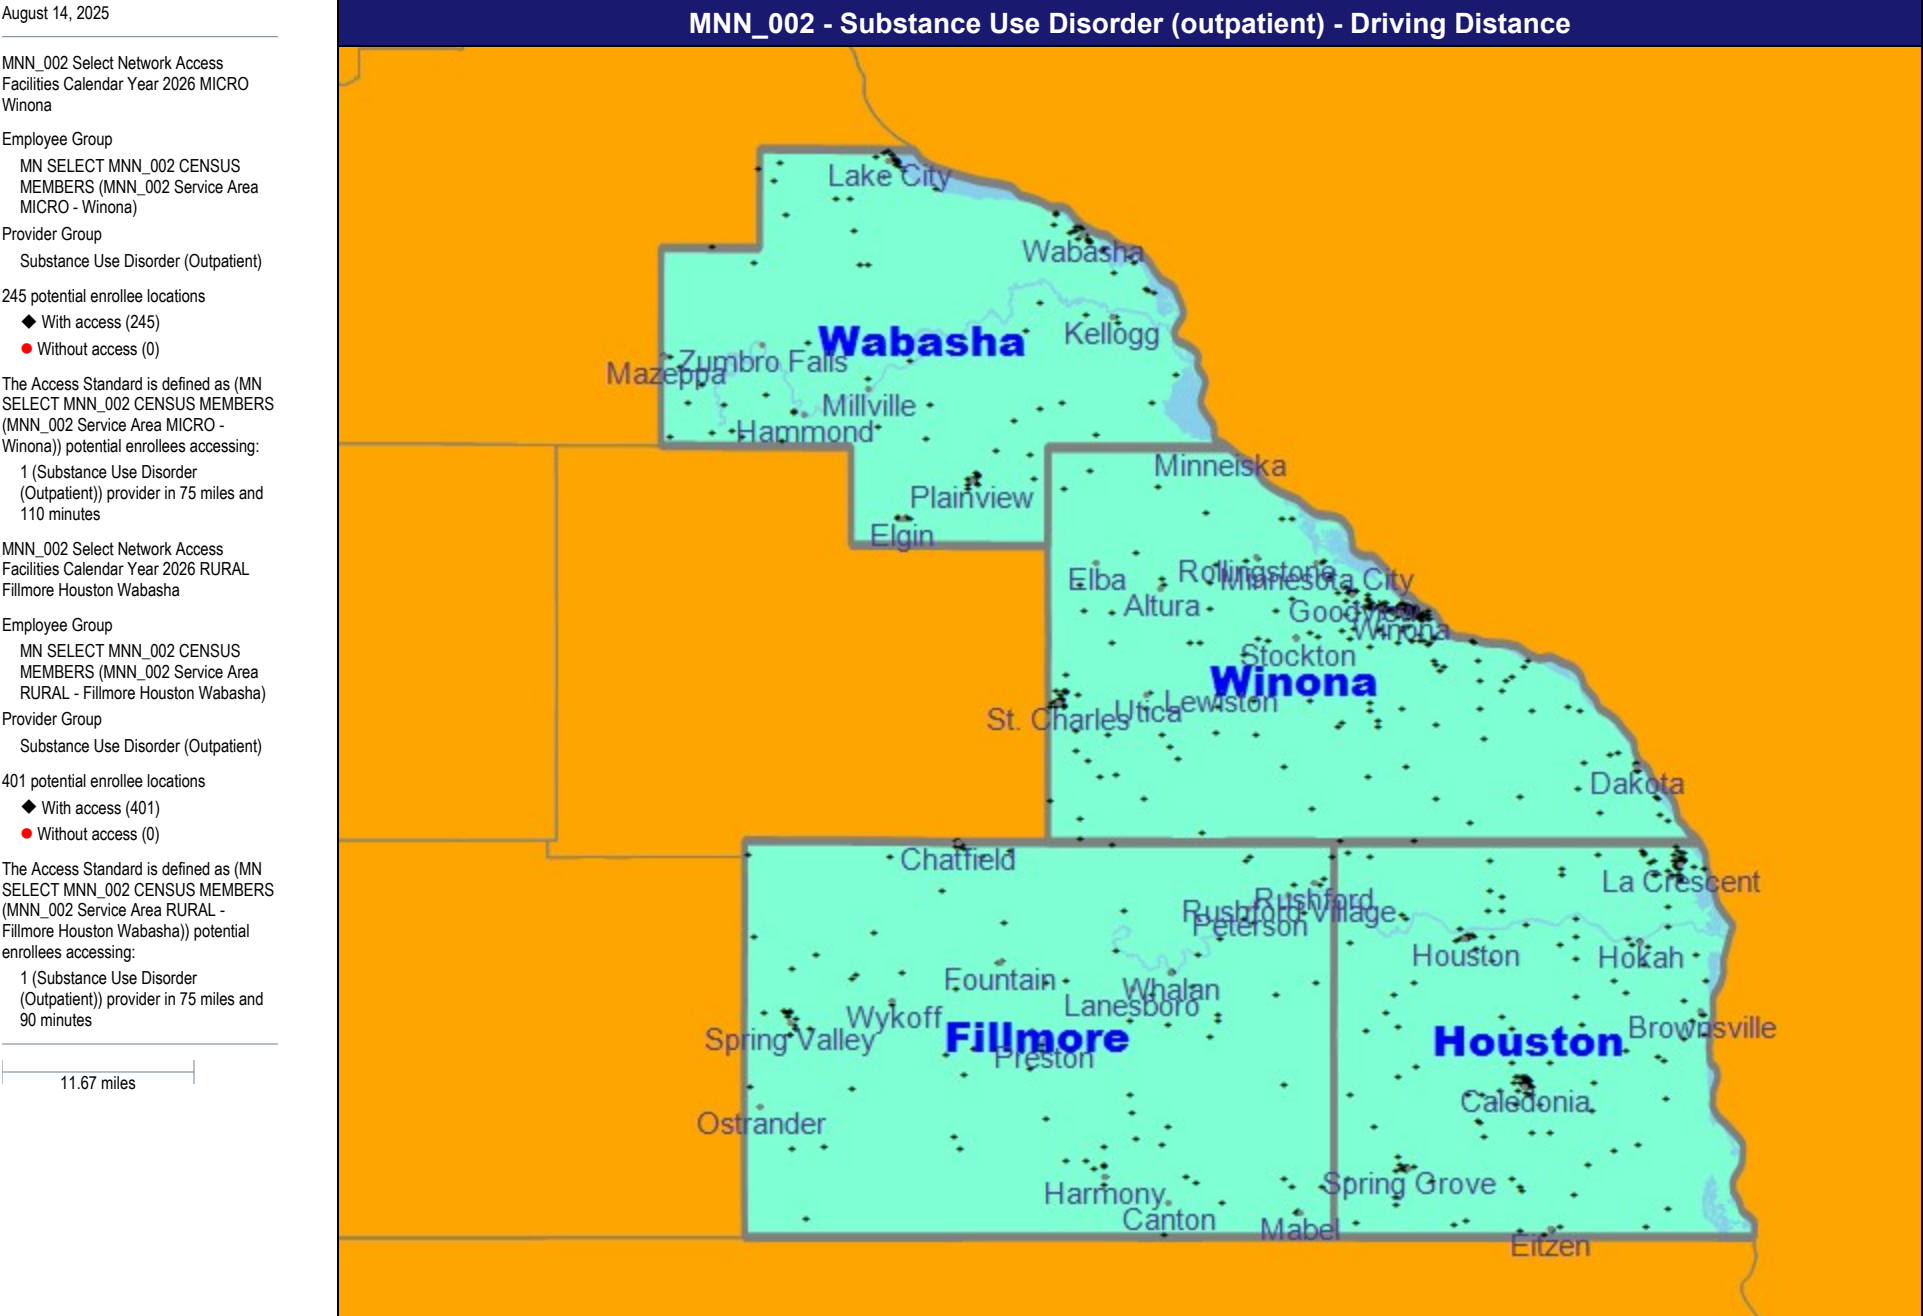 August 14, 2025
MNN_002 Select Network Access
Facilities Calendar Year 2026 MICRO
Winona
Employee Group
MN SELECT MNN_002 CENSUS
MEMBERS (MNN_002 Service Area
MICRO - Winona)
Provider Group
Substance Use Disorder (Outpatient)
245 potential enrollee locations
With access (245)
Without access (0)
The Access Standard is defined as (MN
SELECT MNN_002 CENSUS MEMBERS
(MNN_002 Service Area MICRO -
Winona)) potential enrollees accessing:
1 (Substance Use Disorder
(Outpatient)) provider in 75 miles and
110 minutes
MNN_002 Select Network Access
Facilities Calendar Year 2026 RURAL
Fillmore Houston Wabasha
Employee Group
MN SELECT MNN_002 CENSUS
MEMBERS (MNN_002 Service Area
RURAL - Fillmore Houston Wabasha)
Provider Group
Substance Use Disorder (Outpatient)
401 potential enrollee locations
With access (401)
Without access (0)
The Access Standard is defined as (MN
SELECT MNN_002 CENSUS MEMBERS
(MNN_002 Service Area RURAL -
Fillmore Houston Wabasha)) potential
enrollees accessing:
1 (Substance Use Disorder
(Outpatient)) provider in 75 miles and
90 minutes
11.67 miles
MNN_002 - Substance Use Disorder (outpatient) - Driving Distance
Lake City
Wabasha
Kellogg
Wabasha
Zumbro Falls
Mazeppa
Millville
Hammond
Minneiska
Plainview
Elgin
Rollingstone
Minnesota City
Elba
Altura
Goodview
Winona
Stockton
Winona
Lewiston
Utica
St. Charles
Dakota
Chatfield
La Crescent
Rushford
Rushford Village
Peterson
Houston
Hokah
Fountain
Whalan
Lanesboro
Wykoff
Brownsville
Spring Valley
Fillmore
Houston
Preston
Caledonia
Ostrander
Spring Grove
Harmony
Canton
Mabel
Eitzen